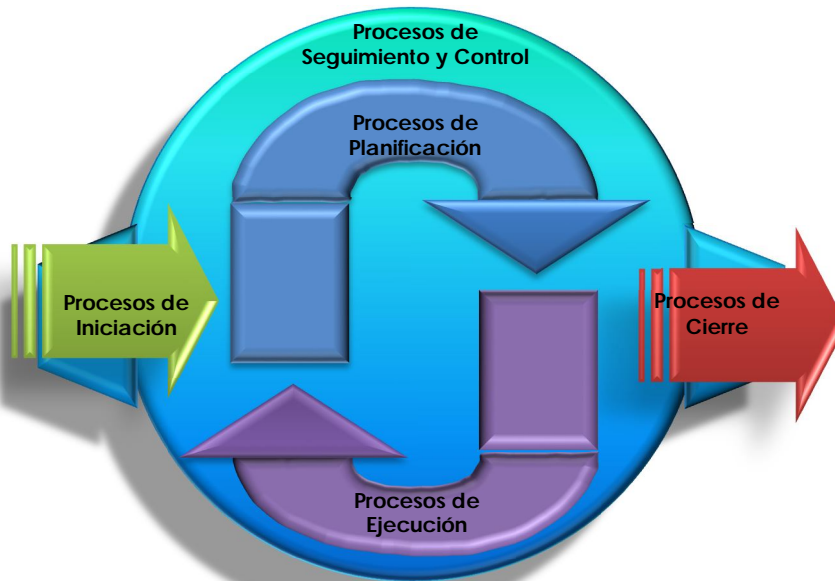 Procesos de
Seguimiento y Control
Procesos de
Planificación
Procesos de
Iniciación
Procesos de
Cierre
Procesos de
Ejecución